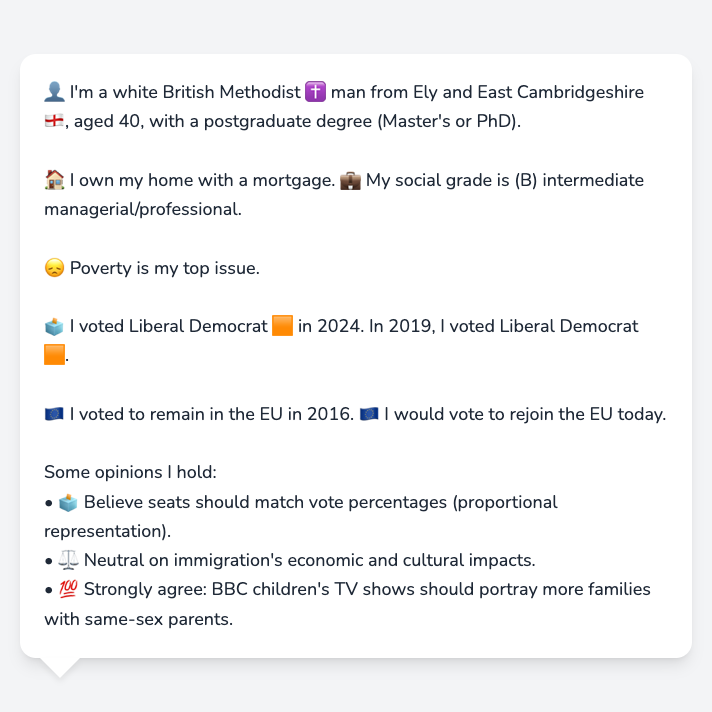 👤 I'm a white British Methodist ✝️ man from Ely and East Cambridgeshire
🏴󠁧󠁢󠁥󠁮󠁧󠁿, aged 40, with a postgraduate degree (Master's or PhD).
🏠 I own my home with a mortgage. 💼 My social grade is (B) intermediate
managerial/professional.
😞 Poverty is my top issue.
🗳️ I voted Liberal Democrat 🟧 in 2024. In 2019, I voted Liberal Democrat
🟧.
🇪🇺 I voted to remain in the EU in 2016. 🇪🇺 I would vote to rejoin the EU today.
Some opinions I hold:
• 🗳️ Believe seats should match vote percentages (proportional
representation).
• ⚖️ Neutral on immigration's economic and cultural impacts.
• 💯 Strongly agree: BBC children's TV shows should portray more families
with same-sex parents.